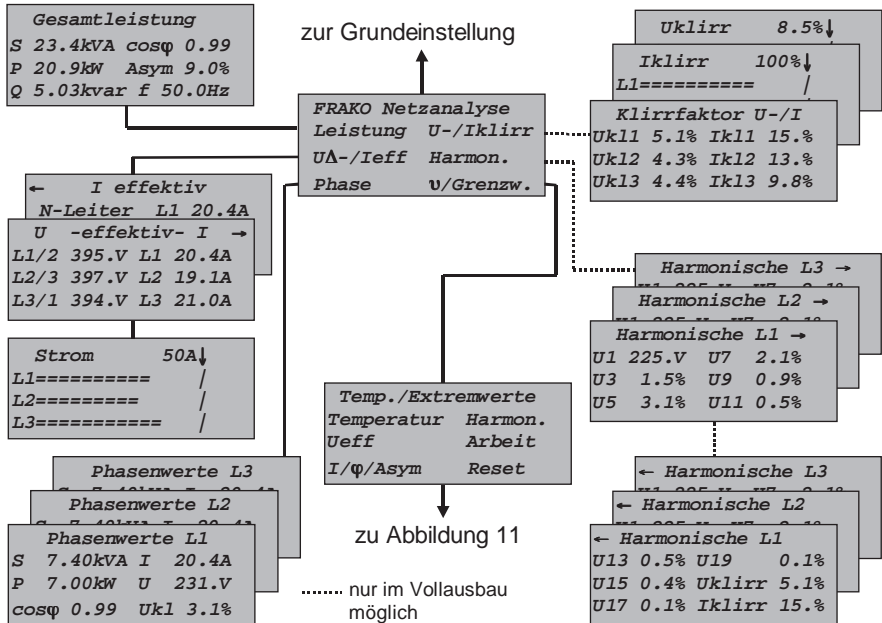 Gesamtleistung
S 23.4kVA cosφ 0.99
P 20.9kW Asym 9.0%
Q 5.03kvar f 50.0Hz
zur Grundeinstellung
Uklirr 8.5%↓
Iklirr 100%↓
L1========== /
Klirrfaktor U-/I
Ukl1 5.1% Ikl1 15.%
Ukl2 4.3% Ikl2 13.%
Ukl3 4.4% Ikl3 9.8%
FRAKO Netzanalyse
Leistung U-/Iklirr
UΔ-/Ieff Harmon.
Phase υ/Grenzw.
← I effektiv
N-Leiter L1 20.4A
U -effektiv- I →
L1/2 395.V L1 20.4A
L2/3 397.V L2 19.1A
L3/1 394.V L3 21.0A
Strom 50A↓
L1========== /
L2========= /
L3=========== /
Harmonische L3 →
Harmonische L2 →
Harmonische L1 →
U1 225.V U7 2.1%
U3 1.5% U9 0.9%
U5 3.1% U11 0.5%
Temp./Extremwerte
Temperatur Harmon.
Ueff Arbeit
I/φ/Asym Reset
zu Abbildung 11
Phasenwerte L3
Phasenwerte L2
Phasenwerte L1
S 7.40kVA I 20.4A
P 7.00kW U 231.V
cosφ 0.99 Ukl 3.1%
nur im Vollausbau
möglich
← Harmonische L3
← Harmonische L2
← Harmonische L1
U13 0.5% U19 0.1%
U15 0.4% Uklirr 5.1%
U17 0.1% Iklirr 15.%